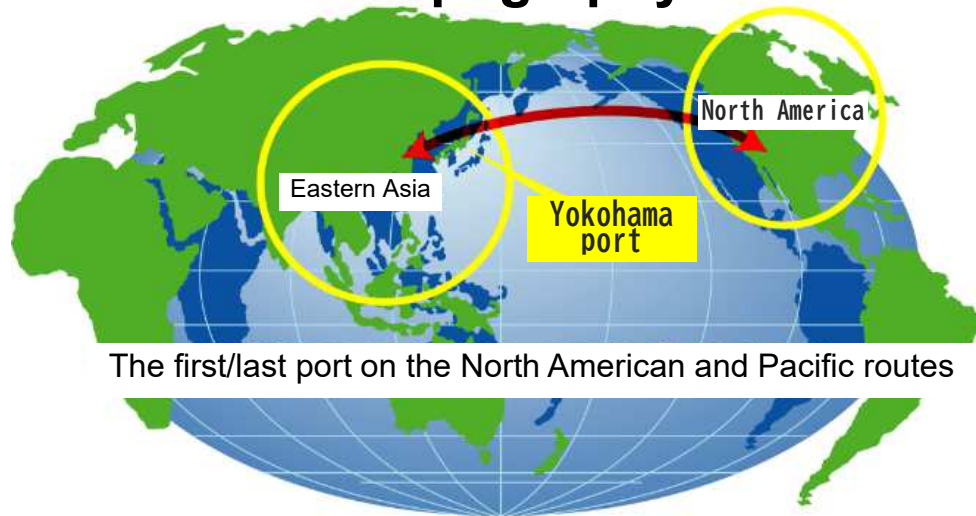 North America
Eastern Asia
Yokohama
port
The first/last port on the North American and Pacific routes